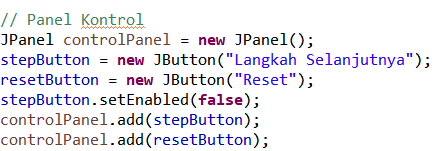 // Panel Kontrol
JPanel controlPanel = new JPanel();
stepButton = new JButton("Langkah Selanjutnya");
resetButton = new JButton("Reset");
stepButton.setEnabled(false);
controlPanel.add(stepButton);
controlPanel.add(resetButton);